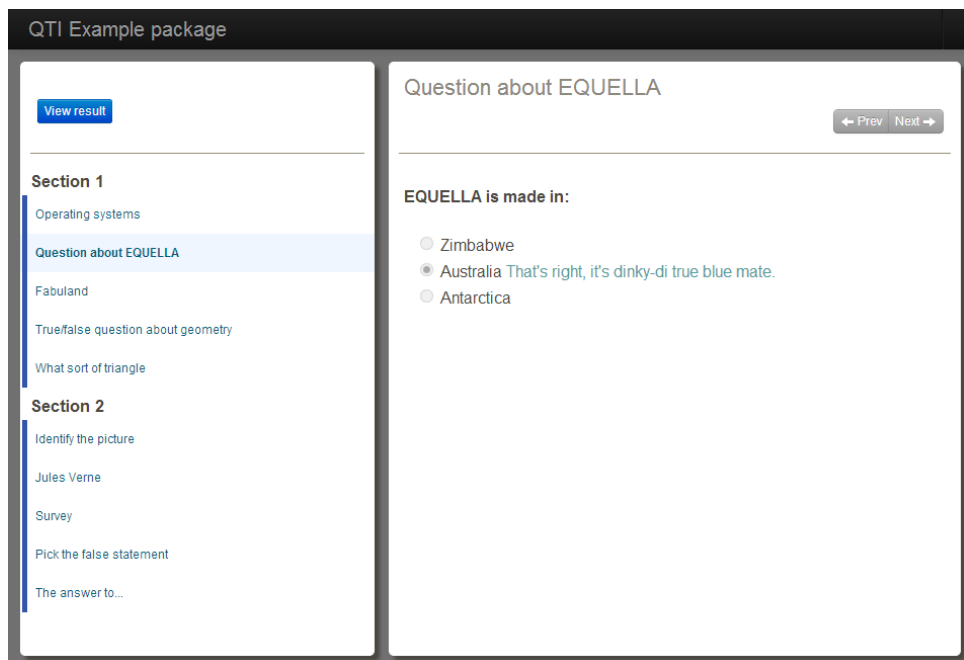 QTI Example package
View result
Section 1
Operating systems
Question about EQUELLA
Fabuland
True/false question about geometry
What sort of triangle
Section 2
Identify the picture
Jules Verne
Survey
Pick the false statement
The answer to...
Question about EQUELLA
Prev Next
EQUELLA is made in:
Zimbabwe
Australia That's right, it's dinky-di true blue mate.
Antarctica